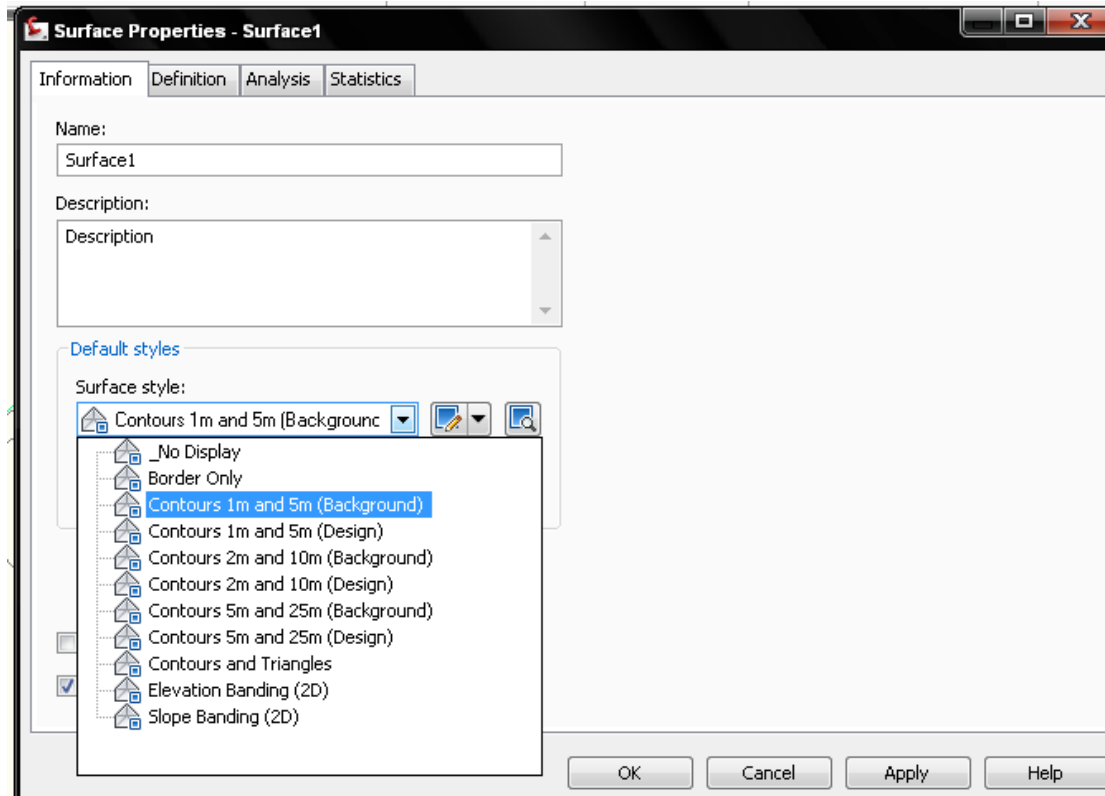 Surface Properties - Surface1
Information Definition Analysis Statistics
Name:
Surface1
Description:
Description
Default styles
Surface style:
Contours 1m and 5m (Backgrounc
_No Display
Border Only
Contours 1m and 5m (Background)
Contours 1m and 5m (Design)
Contours 2m and 10m (Background)
Contours 2m and 10m (Design)
Contours 5m and 25m (Background)
Contours 5m and 25m (Design)
Contours and Triangles
Elevation Banding (2D)
Slope Banding (2D)
OK Cancel Apply Help